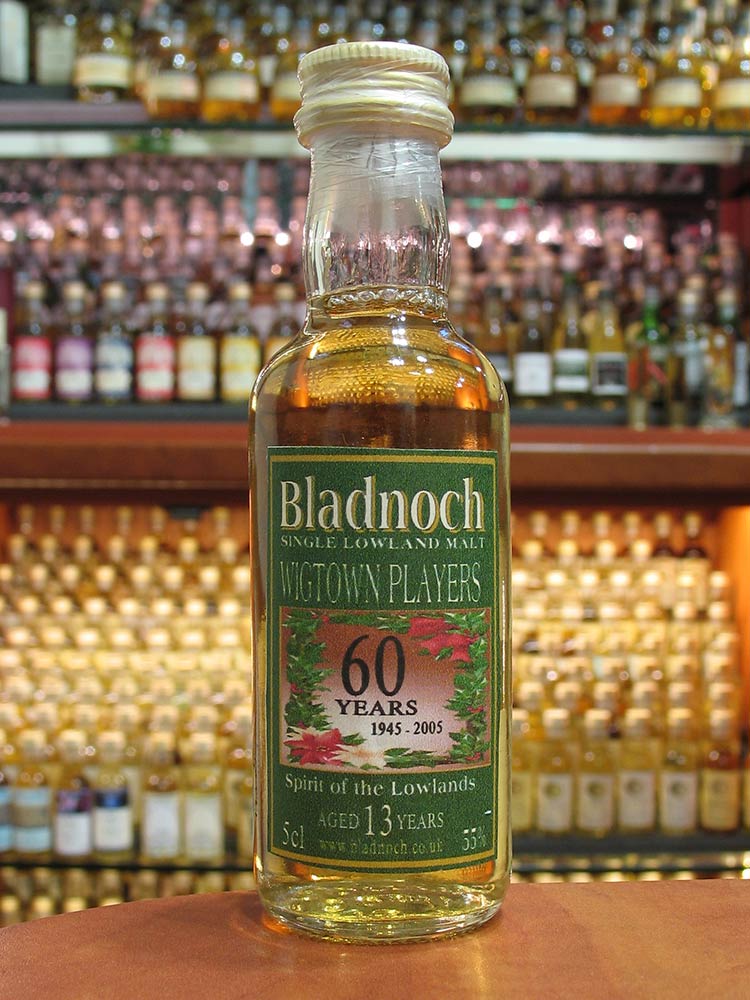 Bladnoch
SINGLE LOWLAND MALT
WIGTOWN PLAYERS
60
YEARS
1945 - 2005
Spirit of the Lowlands
AGED 13 YEARS
5cl 55%
www.bladnoch.co.uk